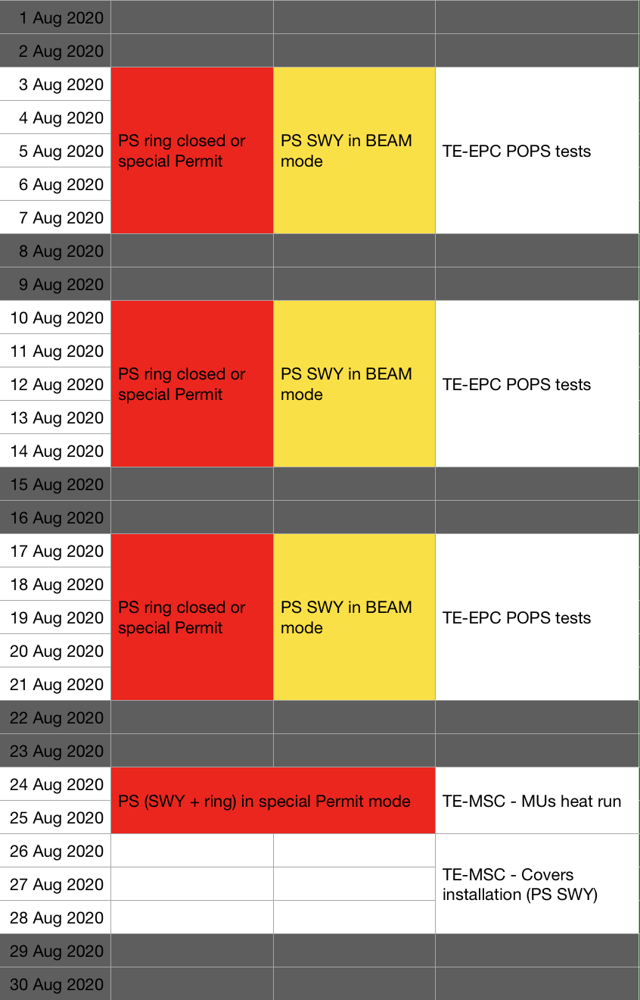 1 Aug 2020
2 Aug 2020
3 Aug 2020
4 Aug 2020
5 Aug 2020
6 Aug 2020
7 Aug 2020
PS ring closed or
special Permit
PS SWY in BEAM
mode
TE-EPC POPS tests
8 Aug 2020
9 Aug 2020
10 Aug 2020
11 Aug 2020
12 Aug 2020
13 Aug 2020
14 Aug 2020
PS ring closed or
special Permit
PS SWY in BEAM
mode
TE-EPC POPS tests
15 Aug 2020
16 Aug 2020
17 Aug 2020
18 Aug 2020
19 Aug 2020
20 Aug 2020
21 Aug 2020
PS ring closed or
special Permit
PS SWY in BEAM
mode
TE-EPC POPS tests
22 Aug 2020
23 Aug 2020
24 Aug 2020
25 Aug 2020
PS (SWY + ring) in special Permit mode
TE-MSC - MUs heat run
26 Aug 2020
27 Aug 2020
28 Aug 2020
TE-MSC - Covers
installation (PS SWY)
29 Aug 2020
30 Aug 2020